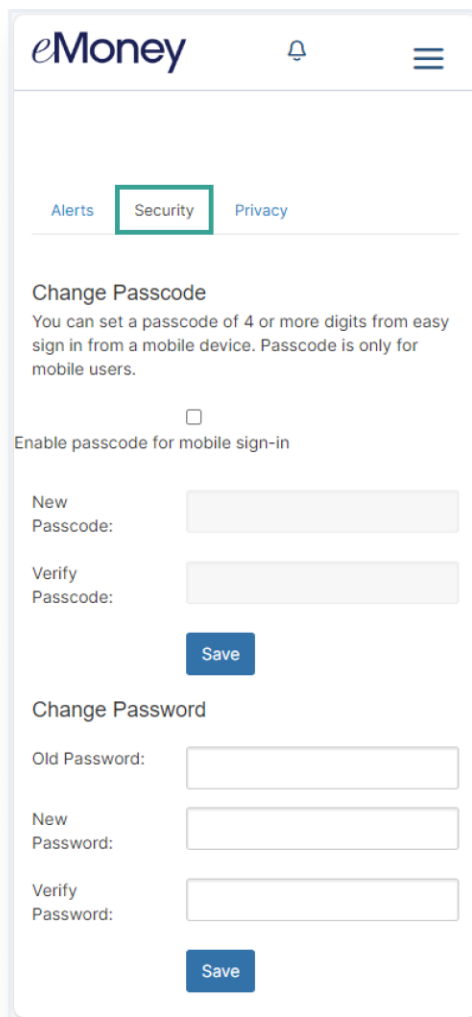 eMoney
Alerts Security Privacy
Change Passcode
You can set a passcode of 4 or more digits from easy
sign in from a mobile device. Passcode is only for
mobile users.
Enable passcode for mobile sign-in
New
Passcode:
Verify
Passcode:
Save
Change Password
Old Password:
New
Password:
Verify
Password:
Save